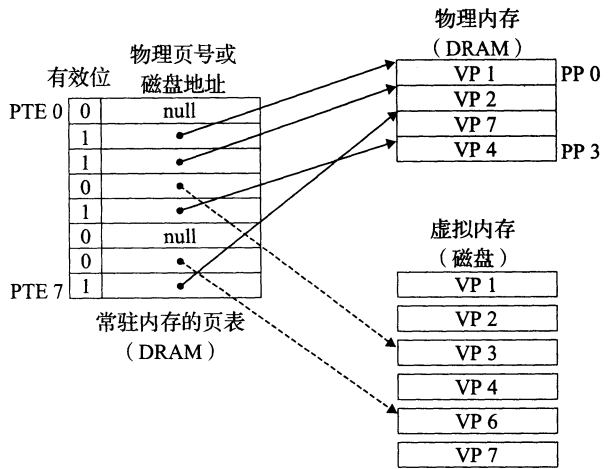 物理内存
（DRAM）
物理页号或
磁盘地址
有效位
PTE 0
0
null
1
1
0
1
0
null
0
PTE 7
1
常驻内存的页表
（DRAM）
VP 1
PP 0
VP 2
VP 7
VP 4
PP 3
虚拟内存
（磁盘）
VP 1
VP 2
VP 3
VP 4
VP 6
VP 7